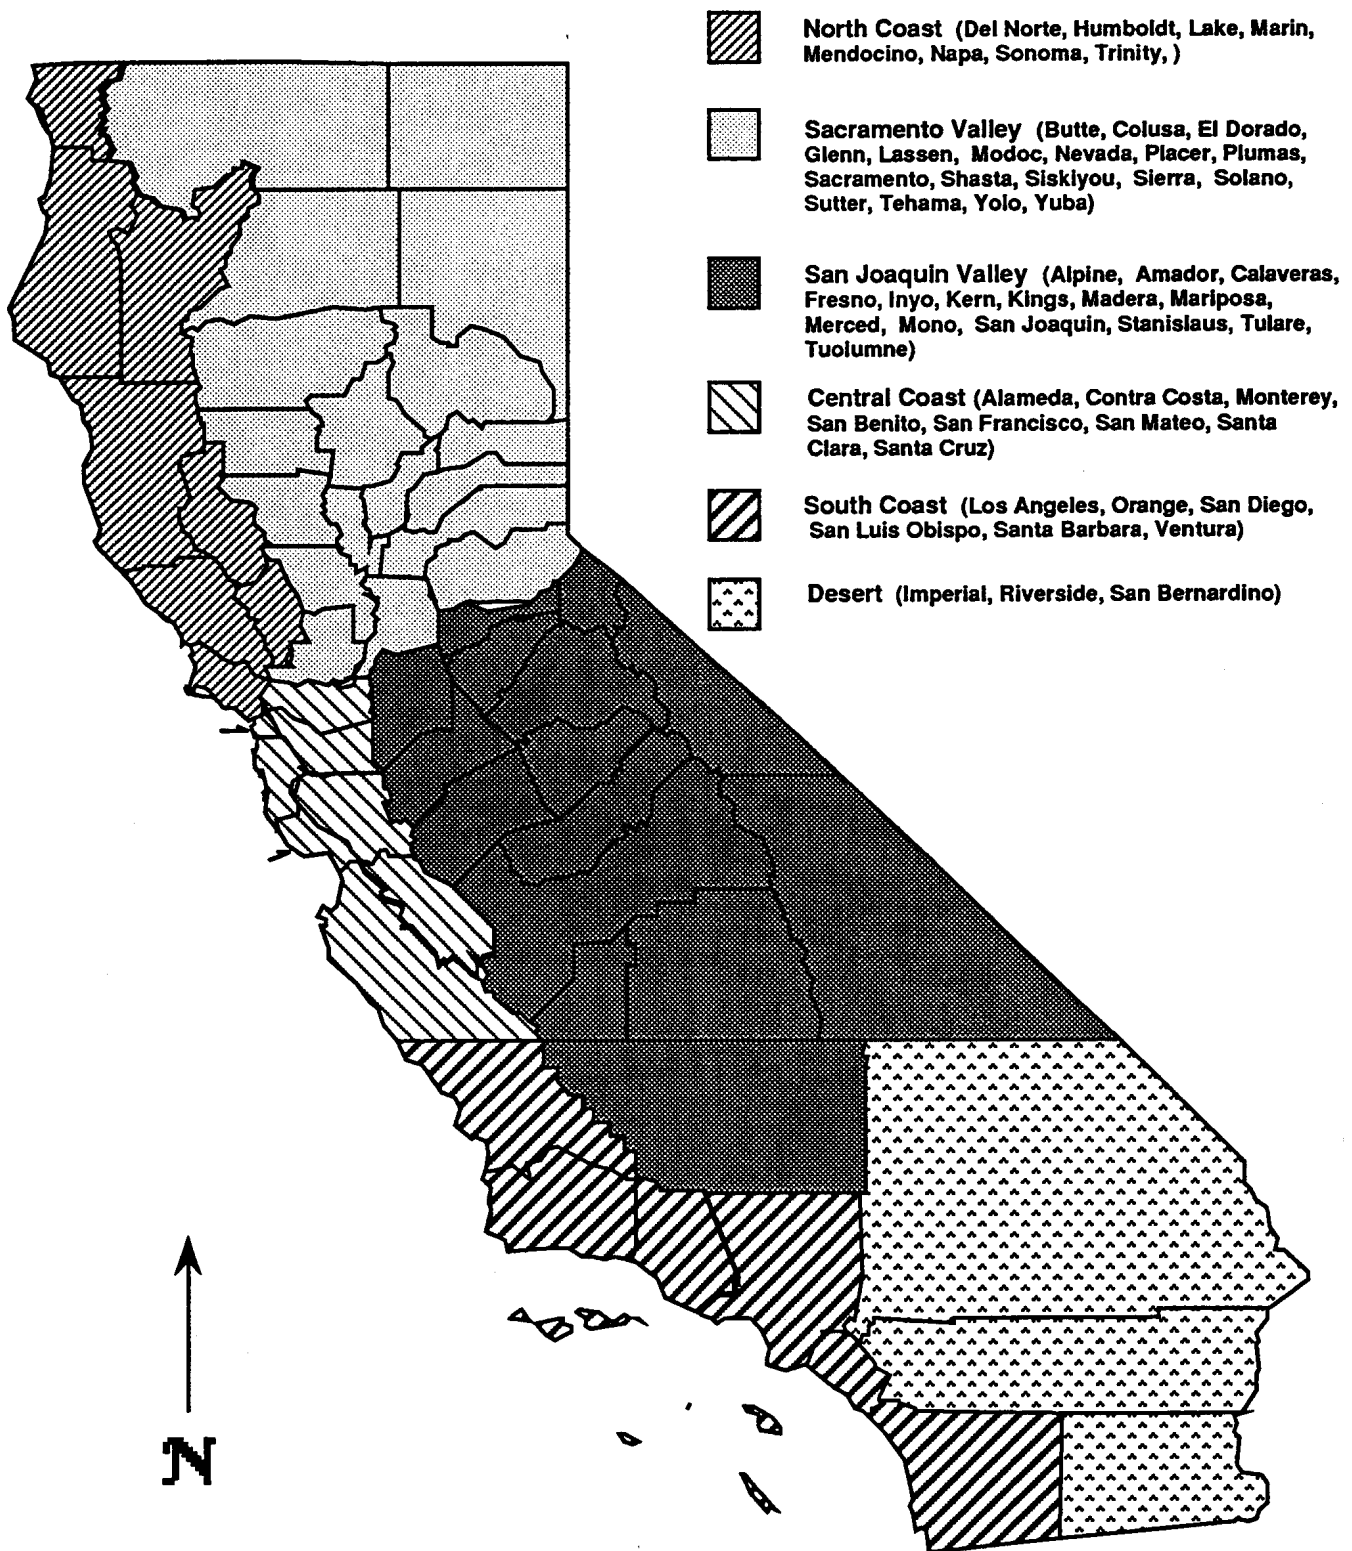 North Coast (Del Norte, Humboldt, Lake, Marin,
Mendocino, Napa, Sonoma, Trinity, )
Sacramento Valley (Butte, Colusa, El Dorado,
Glenn, Lassen, Modoc, Nevada, Placer, Plumas,
Sacramento, Shasta, Siskiyou, Sierra, Solano,
Sutter, Tehama, Yolo, Yuba)
San Joaquin Valley (Alpine, Amador, Calaveras,
Fresno, Inyo, Kern, Kings, Madera, Mariposa,
Merced, Mono, San Joaquin, Stanislaus, Tulare,
Tuolumne)
Central Coast (Alameda, Contra Costa, Monterey,
San Benito, San Francisco, San Mateo, Santa
Clara, Santa Cruz)
South Coast (Los Angeles, Orange, San Diego,
San Luis Obispo, Santa Barbara, Ventura)
Desert (Imperial, Riverside, San Bernardino)
N